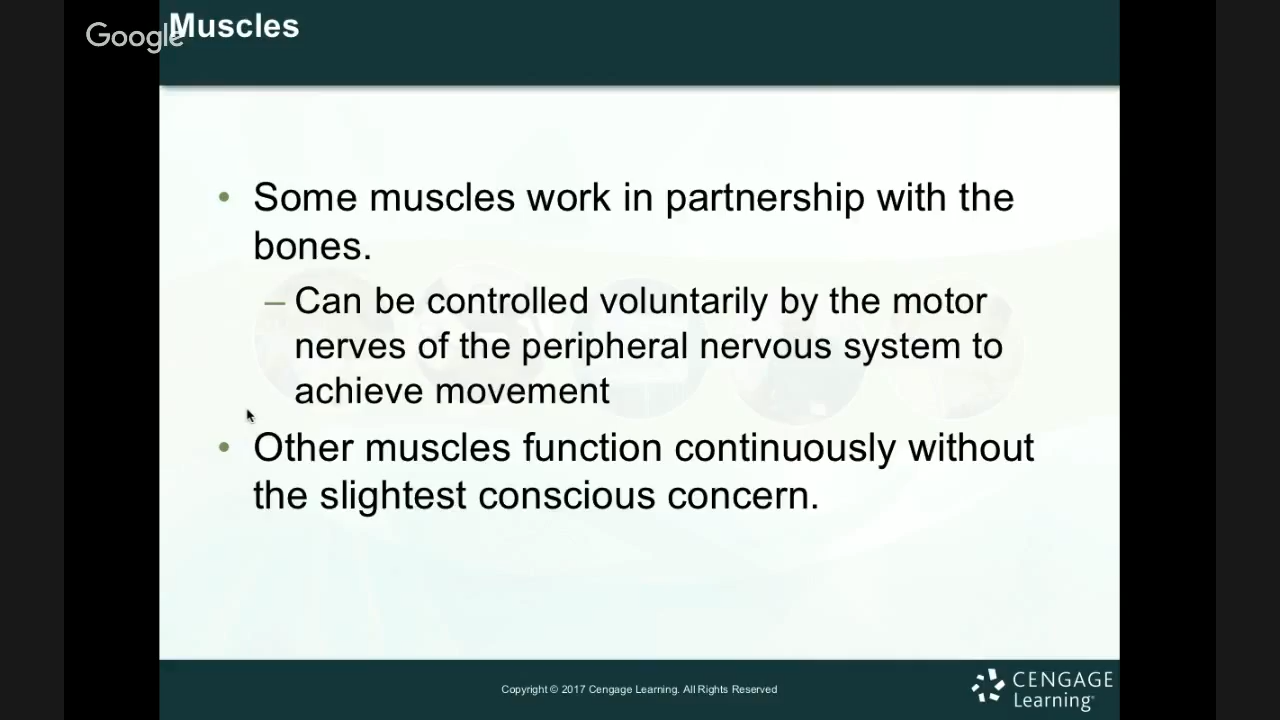 Google
Muscles
• Some muscles work in partnership with the
bones.
– Can be controlled voluntarily by the motor
nerves of the peripheral nervous system to
achieve movement
• Other muscles function continuously without
the slightest conscious concern.
Copyright © 2017 Cengage Learning. All Rights Reserved
CENGAGE
Learning